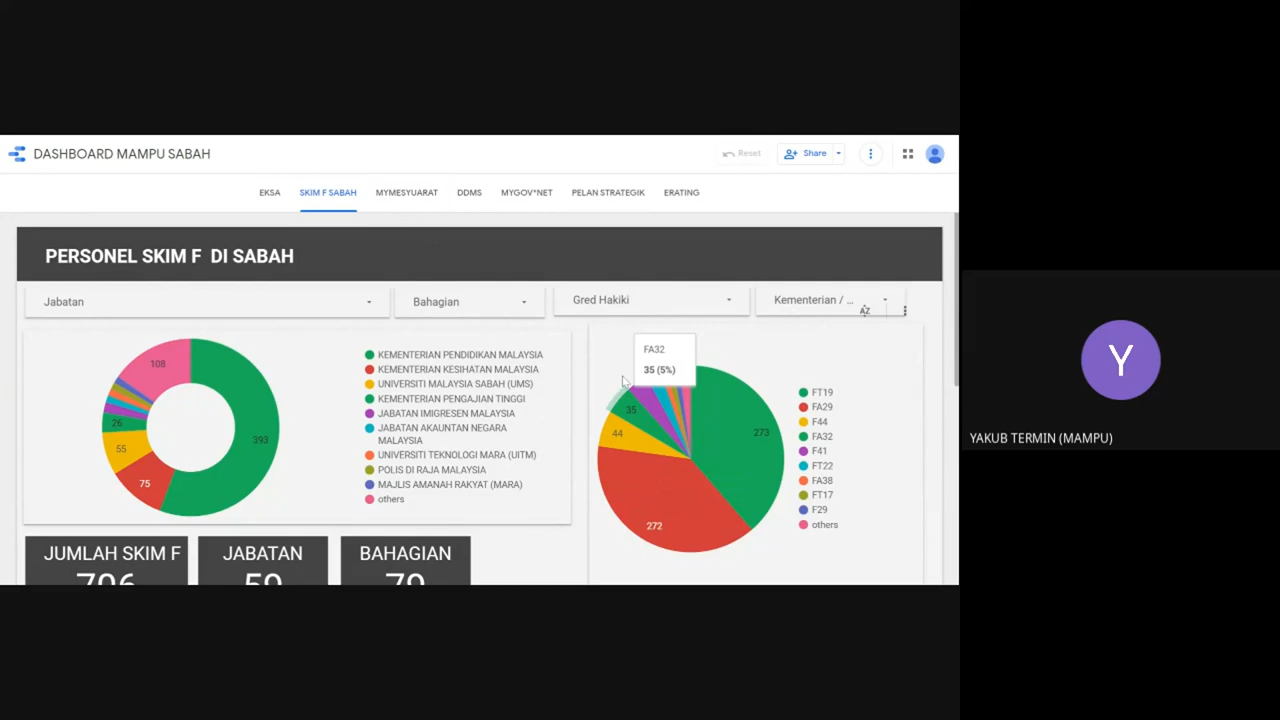 DASHBOARD MAMPU SABAH
Reset
Share
EKSA
SKIM F SABAH
MYMESYUARAT
DDMS
MYGOV*NET
PELAN STRATEGIK
ERATING
PERSONEL SKIM F DI SABAH
Jabatan
Bahagian
Gred Hakiki
Kementerian / ...
AZ
108
26
55
75
393
KEMENTERIAN PENDIDIKAN MALAYSIA
KEMENTERIAN KESIHATAN MALAYSIA
UNIVERSITI MALAYSIA SABAH (UMS)
KEMENTERIAN PENGAJIAN TINGGI
JABATAN IMIGRESEN MALAYSIA
JABATAN AKAUNTAN NEGARA
MALAYSIA
UNIVERSITI TEKNOLOGI MARA (UITM)
POLIS DI RAJA MALAYSIA
MAJLIS AMANAH RAKYAT (MARA)
others
FA32
35 (5%)
35
44
273
272
FT19
FA29
F44
FA32
F41
FT22
FA38
FT17
F29
others
JUMLAH SKIM F
JABATAN
BAHAGIAN
YAKUB TERMIN (MAMPU)
Y